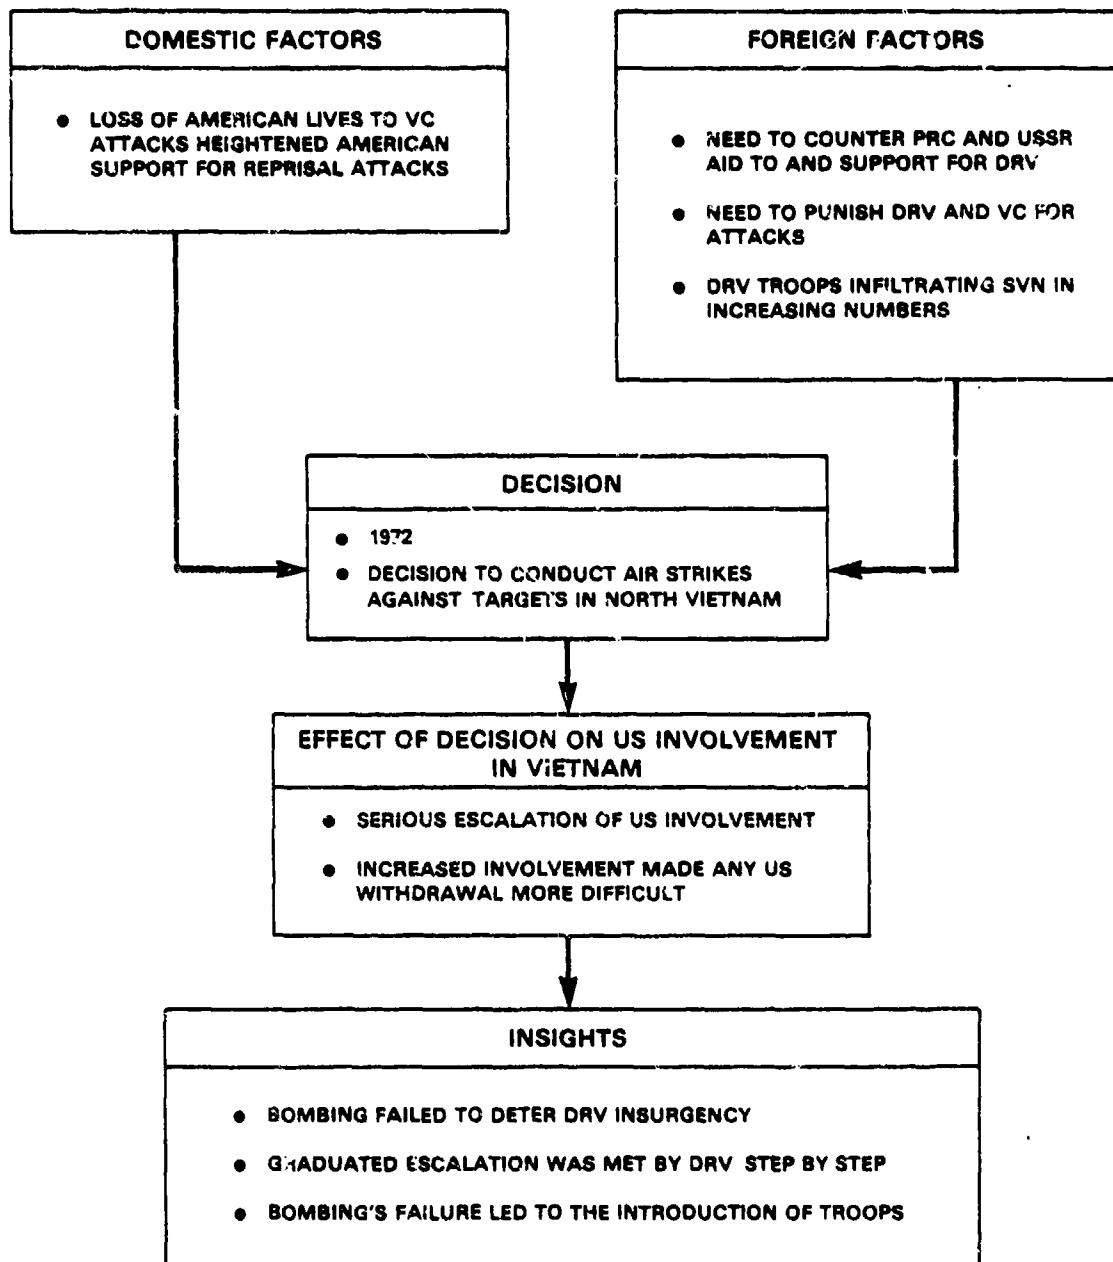 DOMESTIC FACTORS
● LOSS OF AMERICAN LIVES TO VC
ATTACKS HEIGHTENED AMERICAN
SUPPORT FOR REPRISAL ATTACKS
FOREIGN FACTORS
● NEED TO COUNTER PRC AND USSR
AID TO AND SUPPORT FOR DRV
● NEED TO PUNISH DRV AND VC FOR
ATTACKS
● DRV TROOPS INFILTRATING SVN IN
INCREASING NUMBERS
DECISION
● 1972
● DECISION TO CONDUCT AIR STRIKES
AGAINST TARGETS IN NORTH VIETNAM
EFFECT OF DECISION ON US INVOLVEMENT
IN VIETNAM
● SERIOUS ESCALATION OF US INVOLVEMENT
● INCREASED INVOLVEMENT MADE ANY US
WITHDRAWAL MORE DIFFICULT
INSIGHTS
● BOMBING FAILED TO DETER DRV INSURGENCY
● GRADUATED ESCALATION WAS MET BY DRV STEP BY STEP
● BOMBING'S FAILURE LED TO THE INTRODUCTION OF TROOPS